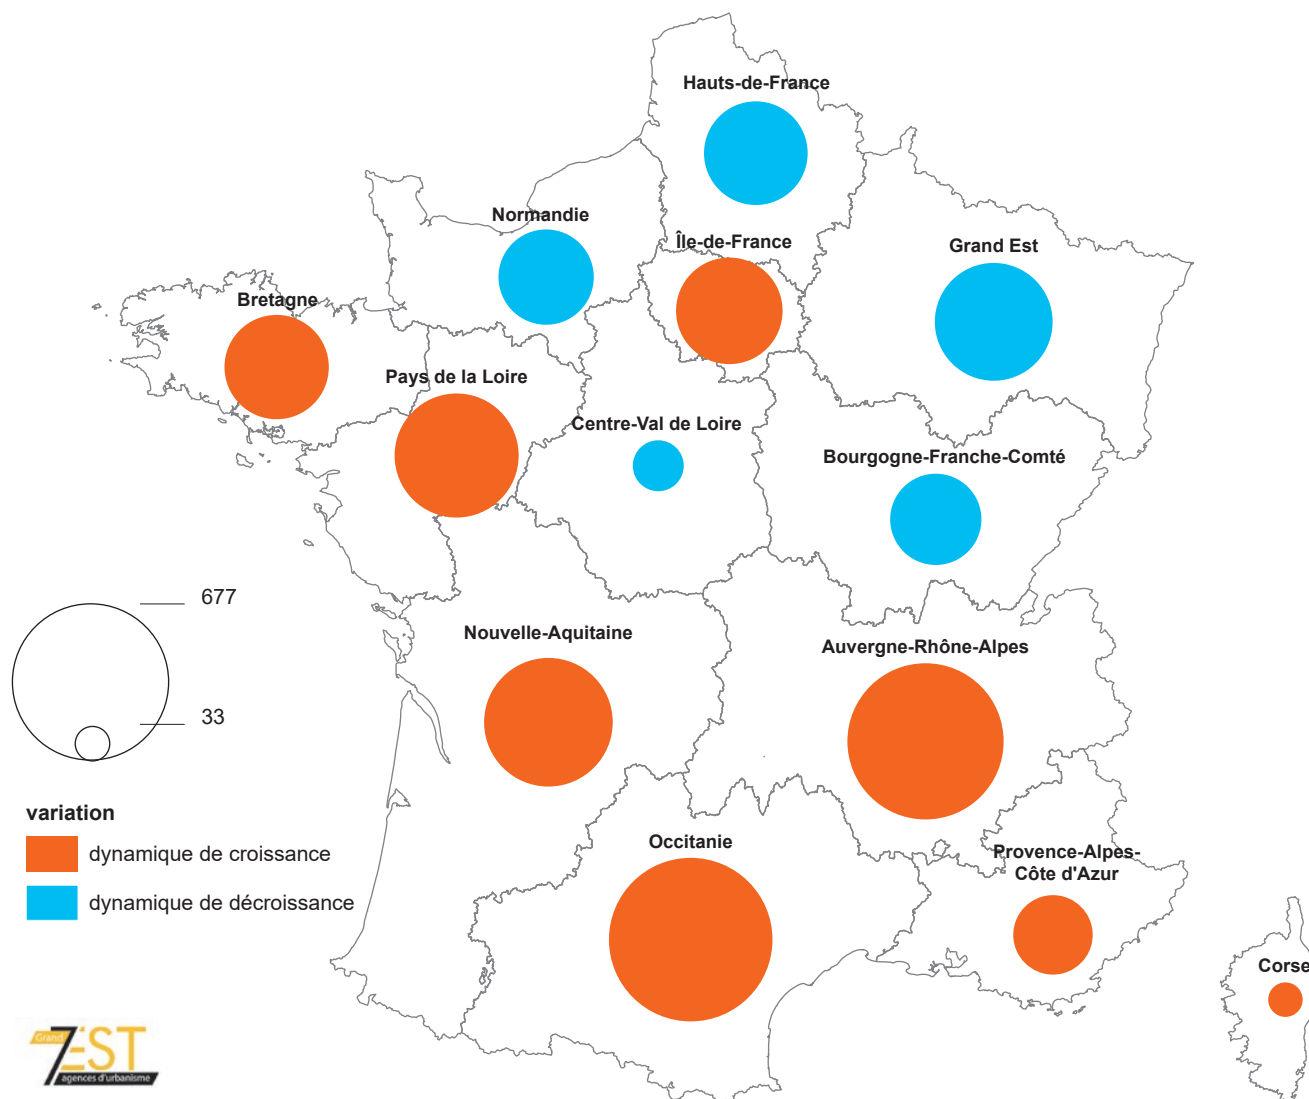 Hauts-de-France
Normandie
Île-de-France
Grand Est
Bretagne
Pays de la Loire
Centre-Val de Loire
Bourgogne-Franche-Comté
677
33
Nouvelle-Aquitaine
Auvergne-Rhône-Alpes
variation
dynamique de croissance
dynamique de décroissance
Occitanie
Provence-Alpes-
Côte d'Azur
Corse
Grand
7EST
agences d'urbanisme